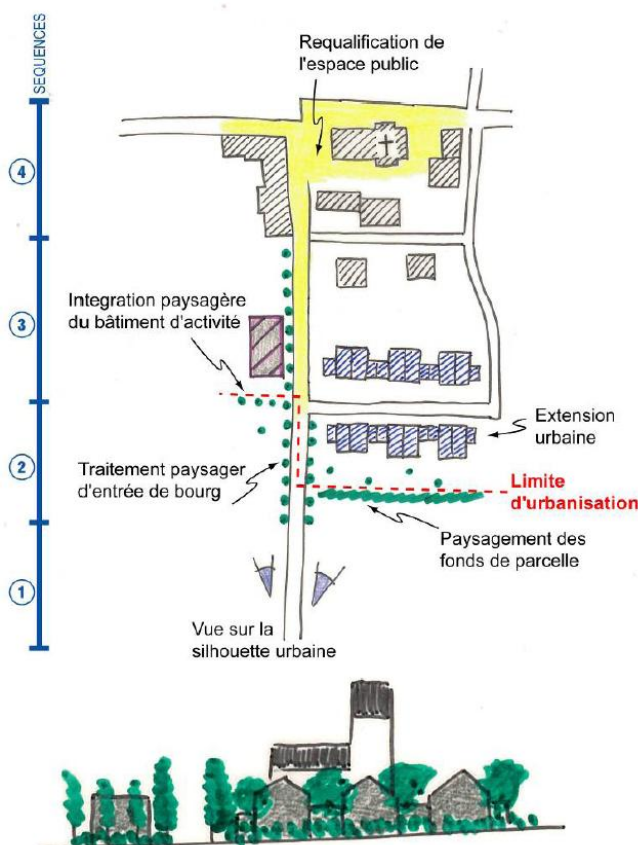 SEQUENCES
Requalification de
l'espace public
4
Integration paysagère
du bâtiment d'activité
3
Extension
urbaine
2
Traitement paysager
d'entrée de bourg
Limite
d'urbanisation
Paysagement des
fonds de parcelle
1
Vue sur la
silhouette urbaine